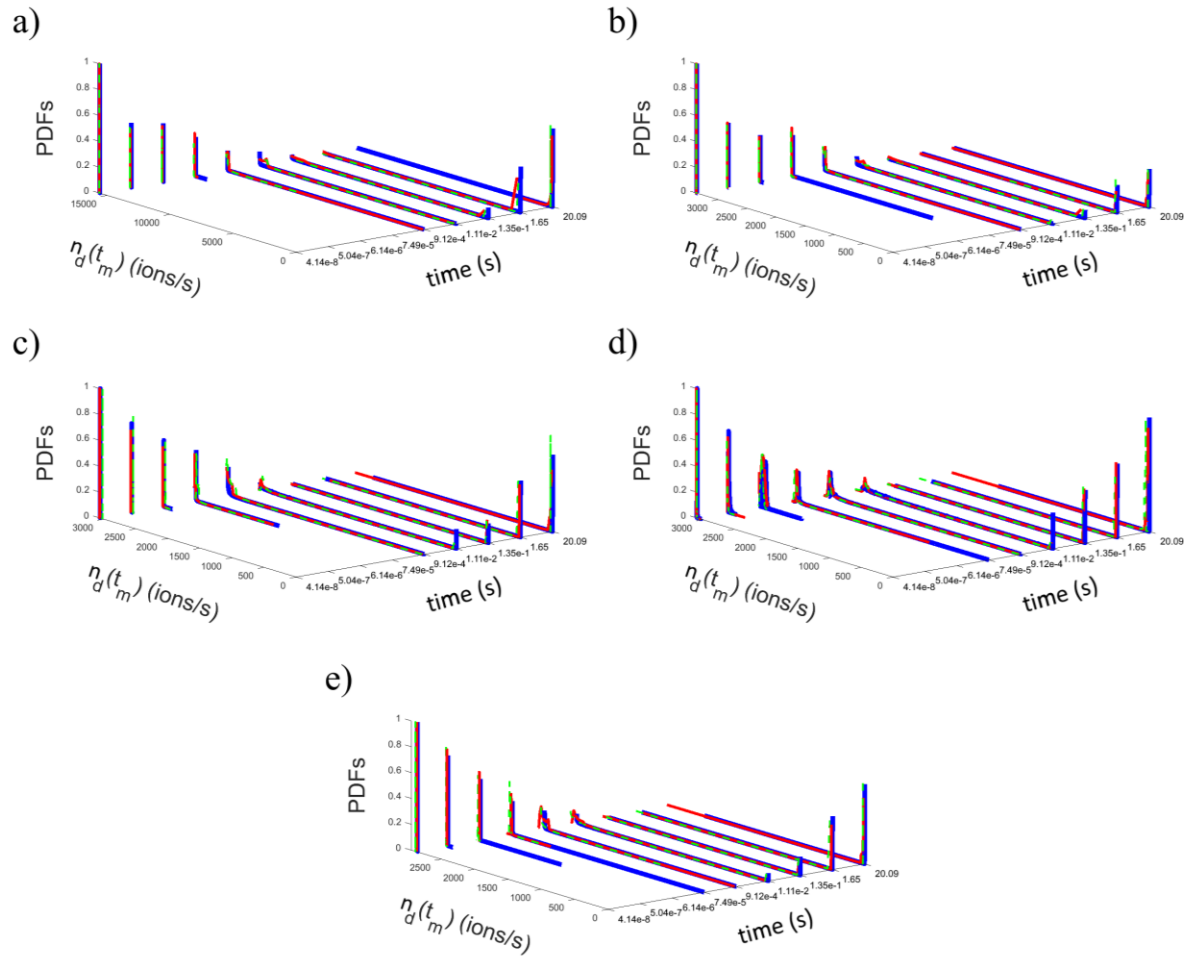 a)
PDFs
1
0.8
0.6
0.4
0.2
0
15000
10000
5000
0
n_d(t_m) (ions/s)
4.14e-8
5.04e-7
6.14e-6
7.49e-5
9.12e-4
1.11e-2
1.35e-1
1.65
20.09
time (s)
b)
PDFs
1
0.8
0.6
0.4
0.2
0
3000
2500
2000
1500
1000
500
0
n_d(t_m) (ions/s)
4.14e-8
5.04e-7
6.14e-6
7.49e-5
9.12e-4
1.11e-2
1.35e-1
1.65
20.09
time (s)
c)
PDFs
1
0.8
0.6
0.4
0.2
0
3000
2500
2000
1500
1000
500
0
n_d(t_m) (ions/s)
4.14e-8
5.04e-7
6.14e-6
7.49e-5
9.12e-4
1.11e-2
1.35e-1
1.65
20.09
time (s)
d)
PDFs
1
0.8
0.6
0.4
0.2
0
3000
2500
2000
1500
1000
500
0
n_d(t_m) (ions/s)
4.14e-8
5.04e-7
6.14e-6
7.49e-5
9.12e-4
1.11e-2
1.35e-1
1.65
20.09
time (s)
e)
PDFs
1
0.8
0.6
0.4
0.2
0
2500
2000
1500
1000
500
0
n_d(t_m) (ions/s)
4.14e-8
5.04e-7
6.14e-6
7.49e-5
9.12e-4
1.11e-2
1.35e-1
1.65
20.09
time (s)